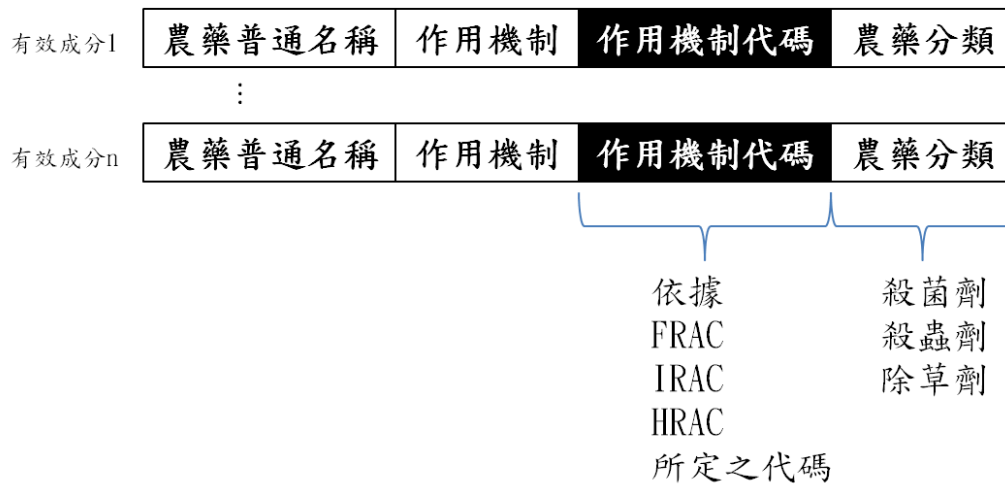 有效成分1 農藥普通名稱 作用機制 作用機制代碼 農藥分類
⋮
有效成分n 農藥普通名稱 作用機制 作用機制代碼 農藥分類
依據 殺菌劑
FRAC 殺蟲劑
IRAC 除草劑
HRAC
所定之代碼